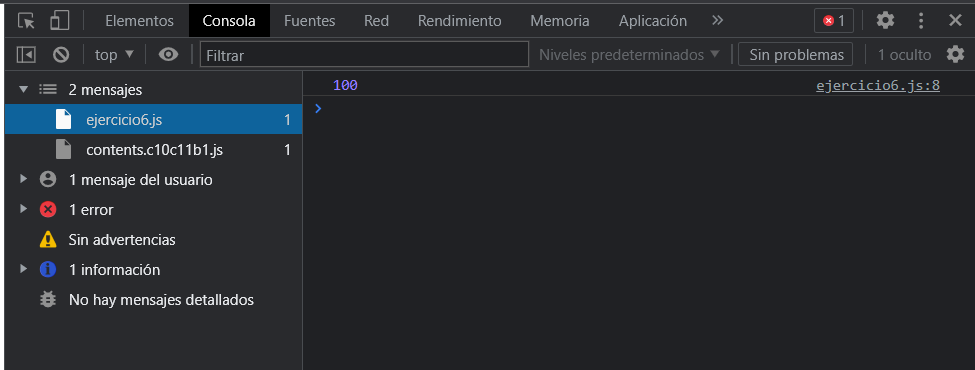 Elementos Consola Fuentes Red Rendimiento Memoria Aplicación » 1
top ▼ Filtrar Niveles predeterminados ▼ Sin problemas 1 oculto
2 mensajes
ejercicio6.js 1
contents.c10c11b1.js 1
1 mensaje del usuario
1 error
Sin advertencias
1 información
No hay mensajes detallados
100 ejercicio6.js:8